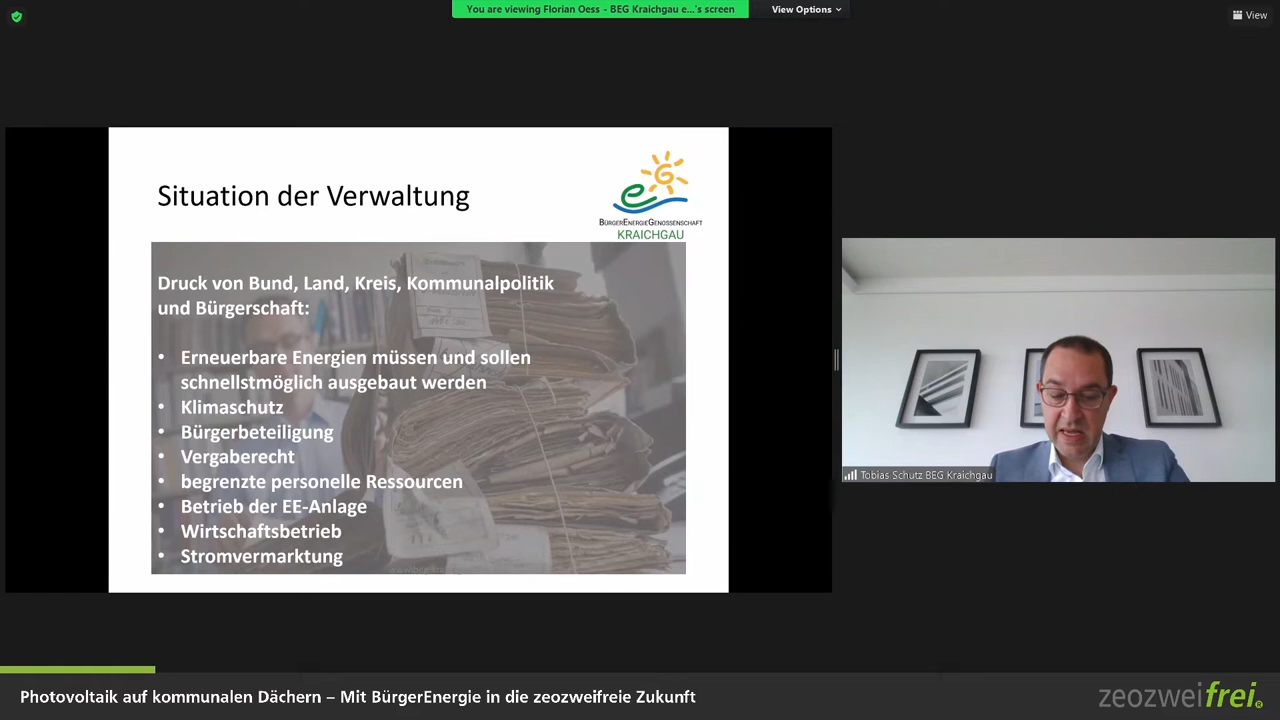 You are viewing Florian Oess - BEG Kraichgau e...'s screen
View Options
View
Situation der Verwaltung
BÜRGERENERGIEGENOSSENSCHAFT
KRAICHGAU
Druck von Bund, Land, Kreis, Kommunalpolitik
und Bürgerschaft:
• Erneuerbare Energien müssen und sollen
schnellstmöglich ausgebaut werden
• Klimaschutz
• Bürgerbeteiligung
• Vergaberecht
• begrenzte personelle Ressourcen
• Betrieb der EE-Anlage
• Wirtschaftsbetrieb
• Stromvermarktung
Tobias Schutz BEG Kraichgau
Photovoltaik auf kommunalen Dächern – Mit BürgerEnergie in die zeozweifreie Zukunft
zeozweifrei